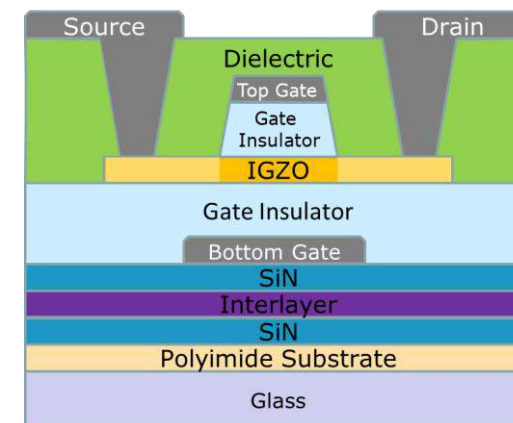 Source
Drain
Dielectric
Top Gate
Gate
Insulator
IGZO
Gate Insulator
Bottom Gate
SiN
Interlayer
SiN
Polyimide Substrate
Glass